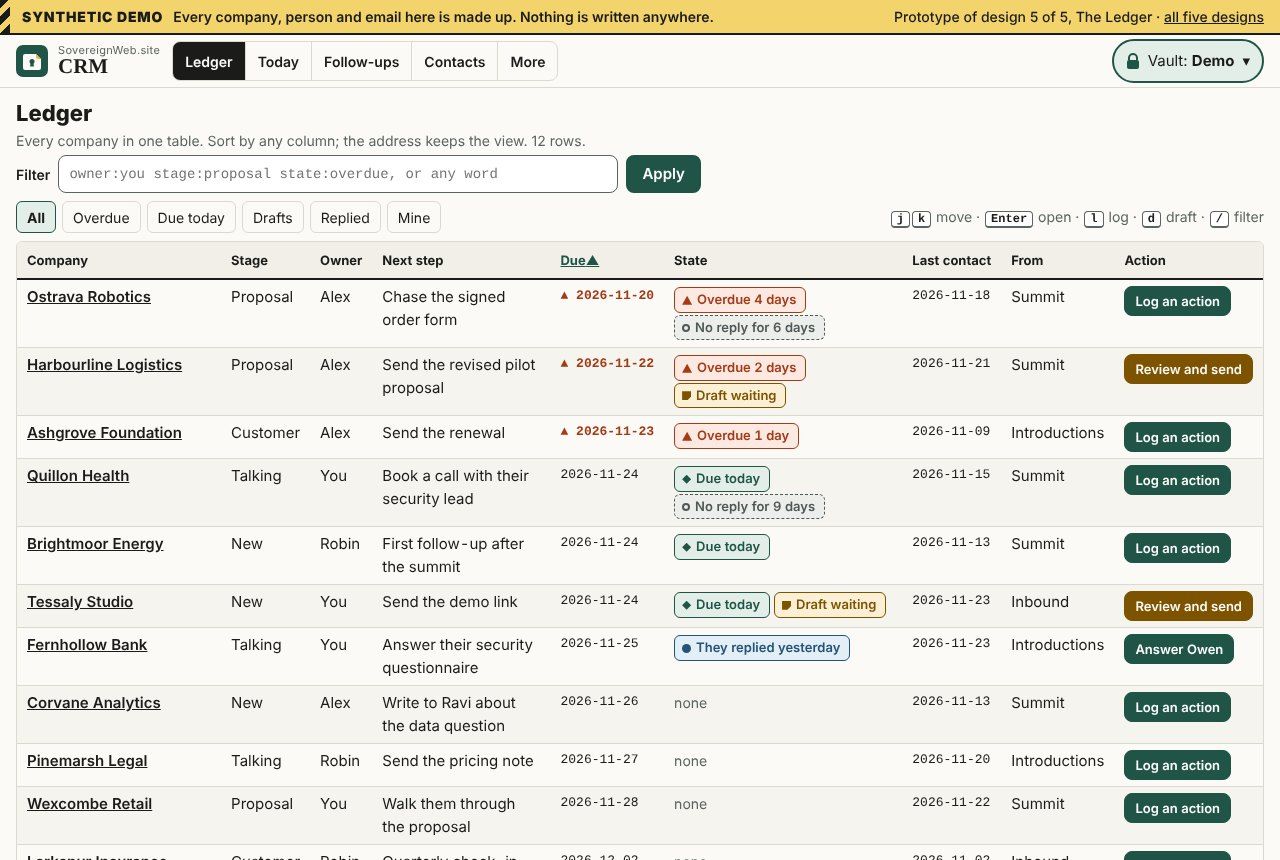 SYNTHETIC DEMO Every company, person and email here is made up. Nothing is written anywhere. Prototype of design 5 of 5, The Ledger · all five designs
SovereignWeb.site
CRM
Ledger Today Follow-ups Contacts More
Vault: Demo ▾
Ledger
Every company in one table. Sort by any column; the address keeps the view. 12 rows.
Filter owner:you stage:proposal state:overdue, or any word Apply
All Overdue Due today Drafts Replied Mine j k move · Enter open · l log · d draft · / filter
Company Stage Owner Next step Due▲ State Last contact From Action
Ostrava Robotics Proposal Alex Chase the signed order form ▲ 2026-11-20 ▲ Overdue 4 days No reply for 6 days 2026-11-18 Summit Log an action
Harbourline Logistics Proposal Alex Send the revised pilot proposal ▲ 2026-11-22 ▲ Overdue 2 days Draft waiting 2026-11-21 Summit Review and send
Ashgrove Foundation Customer Alex Send the renewal ▲ 2026-11-23 ▲ Overdue 1 day 2026-11-09 Introductions Log an action
Quillon Health Talking You Book a call with their security lead 2026-11-24 ◆ Due today No reply for 9 days 2026-11-15 Summit Log an action
Brightmoor Energy New Robin First follow-up after the summit 2026-11-24 ◆ Due today 2026-11-13 Summit Log an action
Tessaly Studio New You Send the demo link 2026-11-24 ◆ Due today Draft waiting 2026-11-23 Inbound Review and send
Fernhollow Bank Talking You Answer their security questionnaire 2026-11-25 They replied yesterday 2026-11-23 Introductions Answer Owen
Corvane Analytics New Alex Write to Ravi about the data question 2026-11-26 none 2026-11-13 Summit Log an action
Pinemarsh Legal Talking Robin Send the pricing note 2026-11-27 none 2026-11-20 Introductions Log an action
Wexcombe Retail Proposal You Walk them through the proposal 2026-11-28 none 2026-11-22 Summit Log an action